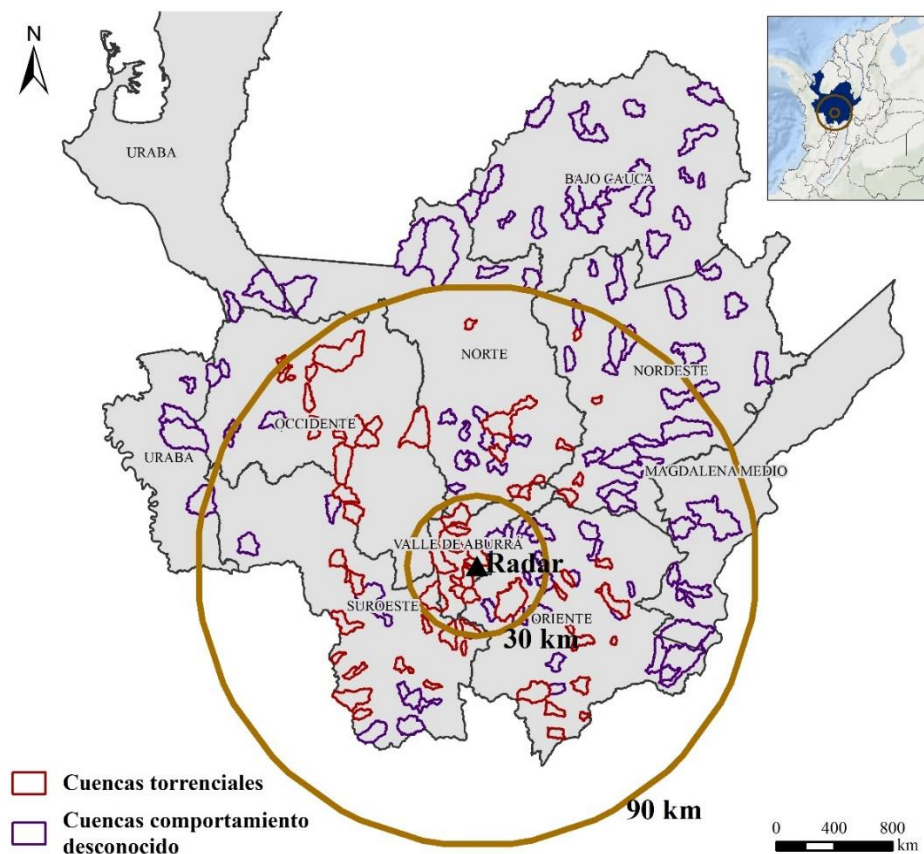 N
URABA
BAJO CAUCA
NORTE
NORDESTE
OCCIDENTE
URABA
MAGDALENA MEDIO
VALLE DE ABURRÁ
Radar
SUROESTE
ORIENTE
30 km
Cuencas torrenciales
90 km
Cuencas comportamiento
desconocido
0 400 800
km